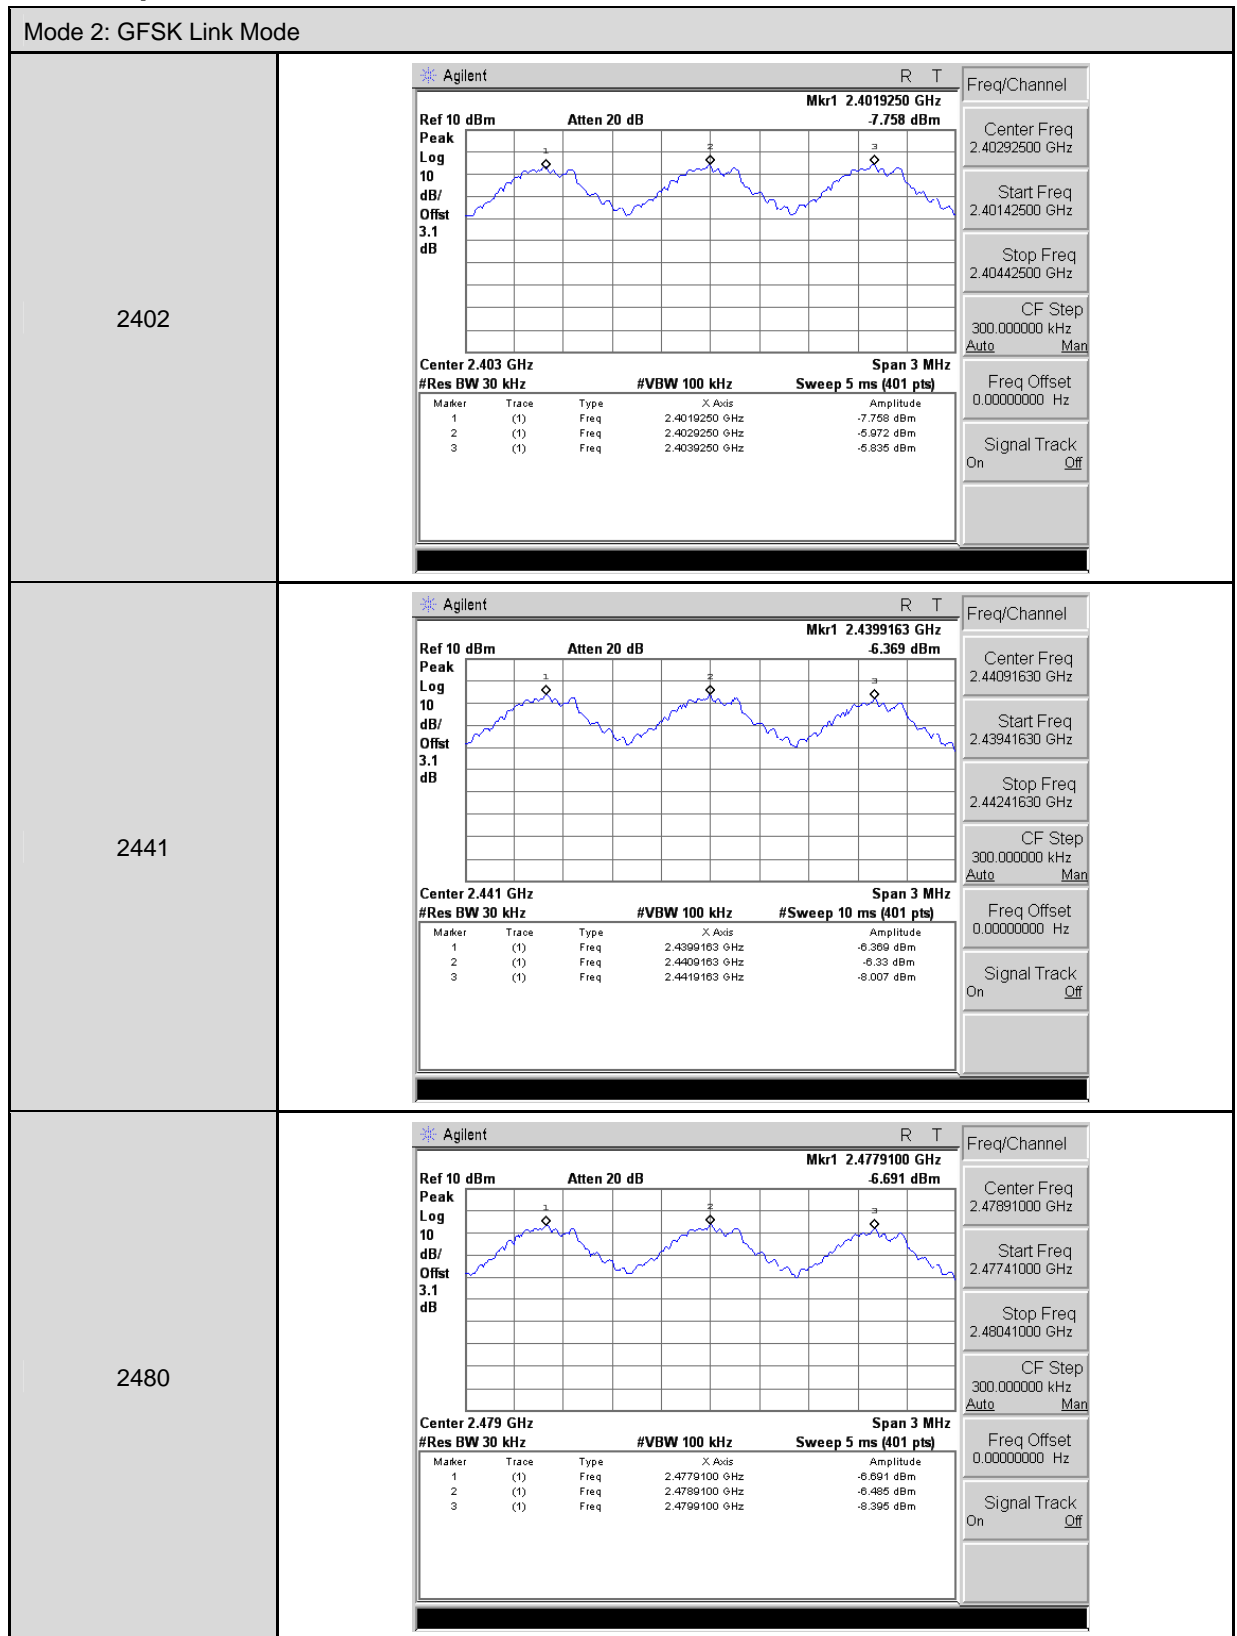 Mode 2: GFSK Link Mode
2402
Agilent R T
Mkr1 2.4019250 GHz
Ref 10 dBm Atten 20 dB -7.758 dBm
Peak
Log
10
dB/
Offst
3.1
dB
1 2 3
Center 2.403 GHz Span 3 MHz
#Res BW 30 kHz #VBW 100 kHz Sweep 5 ms (401 pts)
Marker Trace Type X Axis Amplitude
1 (1) Freq 2.4019250 GHz -7.758 dBm
2 (1) Freq 2.4029250 GHz -5.972 dBm
3 (1) Freq 2.4039250 GHz -5.835 dBm
Freq/Channel
Center Freq
2.40292500 GHz
Start Freq
2.40142500 GHz
Stop Freq
2.40442500 GHz
CF Step
300.000000 kHz
Auto Man
Freq Offset
0.00000000 Hz
Signal Track
On Off
2441
Agilent R T
Mkr1 2.4399163 GHz
Ref 10 dBm Atten 20 dB -6.369 dBm
Peak
Log
10
dB/
Offst
3.1
dB
1 2 3
Center 2.441 GHz Span 3 MHz
#Res BW 30 kHz #VBW 100 kHz #Sweep 10 ms (401 pts)
Marker Trace Type X Axis Amplitude
1 (1) Freq 2.4399163 GHz -6.369 dBm
2 (1) Freq 2.4409163 GHz -6.33 dBm
3 (1) Freq 2.4419163 GHz -8.007 dBm
Freq/Channel
Center Freq
2.44091630 GHz
Start Freq
2.43941630 GHz
Stop Freq
2.44241630 GHz
CF Step
300.000000 kHz
Auto Man
Freq Offset
0.00000000 Hz
Signal Track
On Off
2480
Agilent R T
Mkr1 2.4779100 GHz
Ref 10 dBm Atten 20 dB -6.691 dBm
Peak
Log
10
dB/
Offst
3.1
dB
1 2 3
Center 2.479 GHz Span 3 MHz
#Res BW 30 kHz #VBW 100 kHz Sweep 5 ms (401 pts)
Marker Trace Type X Axis Amplitude
1 (1) Freq 2.4779100 GHz -6.691 dBm
2 (1) Freq 2.4789100 GHz -6.485 dBm
3 (1) Freq 2.4799100 GHz -8.395 dBm
Freq/Channel
Center Freq
2.47891000 GHz
Start Freq
2.47741000 GHz
Stop Freq
2.48041000 GHz
CF Step
300.000000 kHz
Auto Man
Freq Offset
0.00000000 Hz
Signal Track
On Off